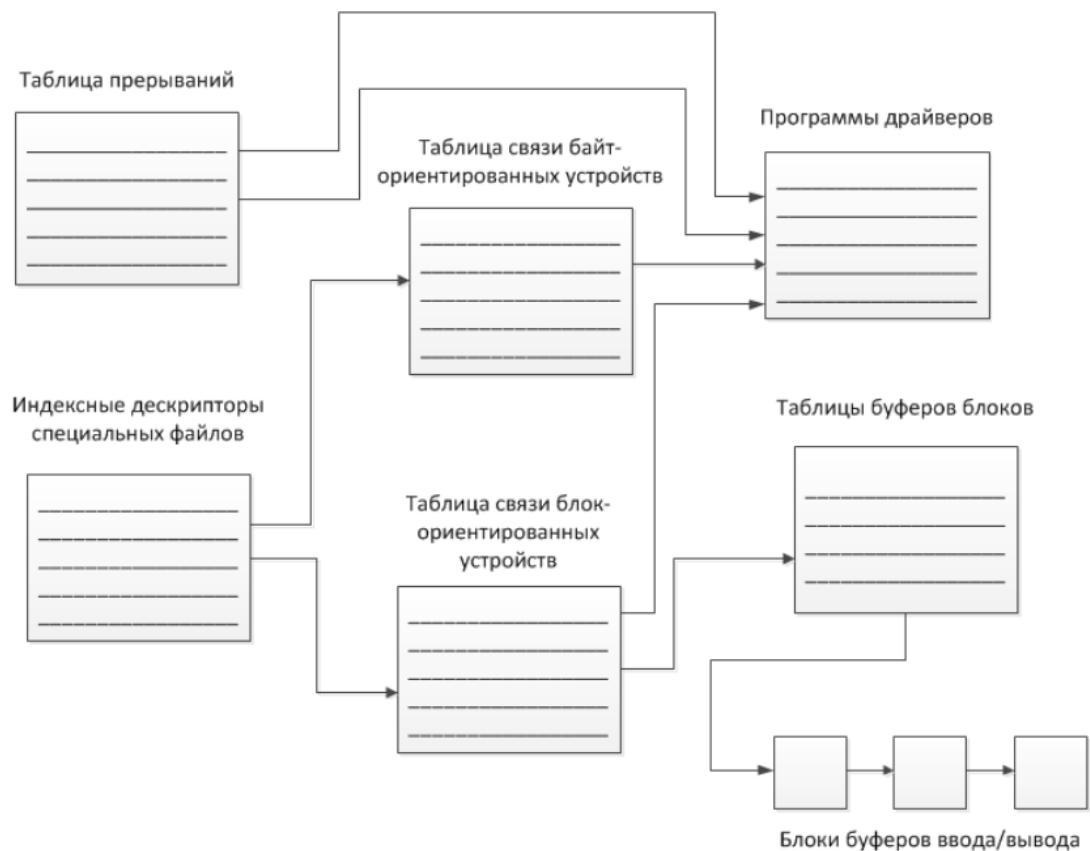 Таблица прерываний
Программы драйверов
Таблица связи байт-
ориентированных устройств
Индексные дескрипторы
специальных файлов
Таблицы буферов блоков
Таблица связи блок-
ориентированных
устройств
Блоки буферов ввода/вывода